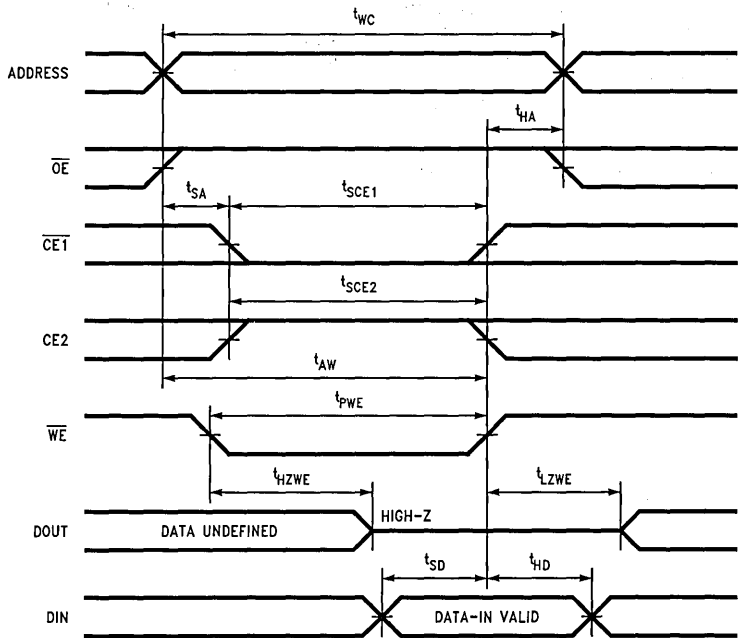 tWC
ADDRESS
tHA
OE
tSA tSCE1
CE1
tSCE2
CE2
tAW
tPWE
WE
tHZWE tLZWE
HIGH-Z
DOUT DATA UNDEFINED
tSD tHD
DIN DATA-IN VALID